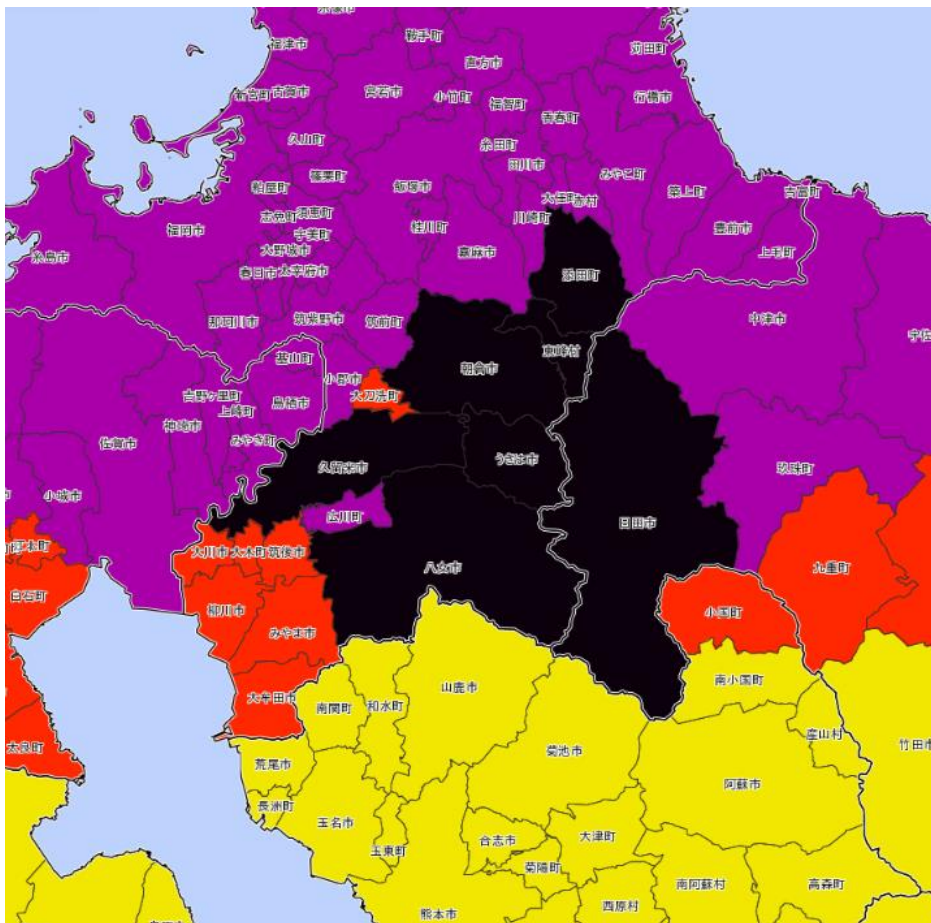 鞍手町
福津市
苅田町
直方市
新宮町
古賀市
宮若市
小竹町
福智町
行橋市
香春町
久山町
糸田町
篠栗町
田川市
みやこ町
粕屋町
飯塚市
大任町
赤村
築上町
吉富町
志免町
須恵町
川崎町
福岡市
桂川町
豊前市
宇美町
嘉麻市
上毛町
大野城市
糸島市
春日市
太宰府市
添田町
那珂川市
筑紫野市
筑前町
中津市
宇佐
基山町
東峰村
小郡市
朝倉市
大刀洗町
吉野ヶ里町
鳥栖市
上峰町
神埼市
佐賀市
みやき町
うきは市
久留米市
玖珠町
小城市
広川町
日田市
江北町
大川市
大木町
筑後市
八女市
九重町
白石町
柳川市
小国町
みやま市
山鹿市
南小国町
大牟田市
南関町
和水町
産山村
太良町
菊池市
竹田市
荒尾市
阿蘇市
長洲町
玉名市
大津町
合志市
玉東町
菊陽町
南阿蘇村
高森町
西原村
熊本市